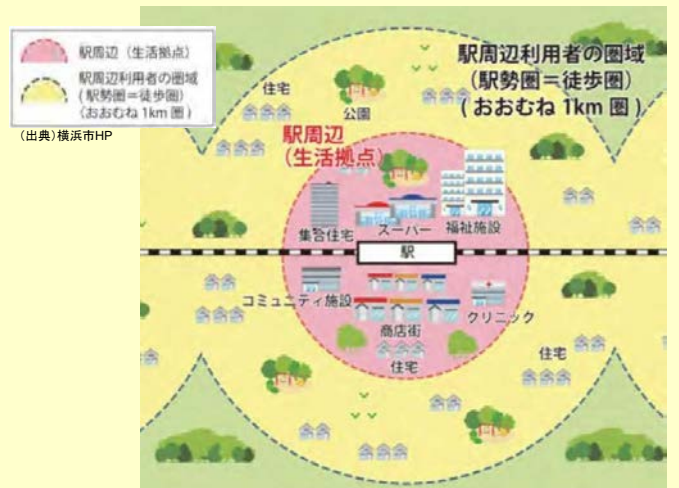 駅周辺（生活拠点）
駅周辺利用者の圏域
(駅勢圏＝徒歩圏)
(おおむね 1km 圏)
(出典)横浜市HP
駅周辺利用者の圏域
(駅勢圏＝徒歩圏)
(おおむね 1km 圏)
住宅
公園
駅周辺
(生活拠点)
集合住宅
スーパー
福祉施設
駅
コミュニティ施設
商店街
クリニック
住宅
住宅